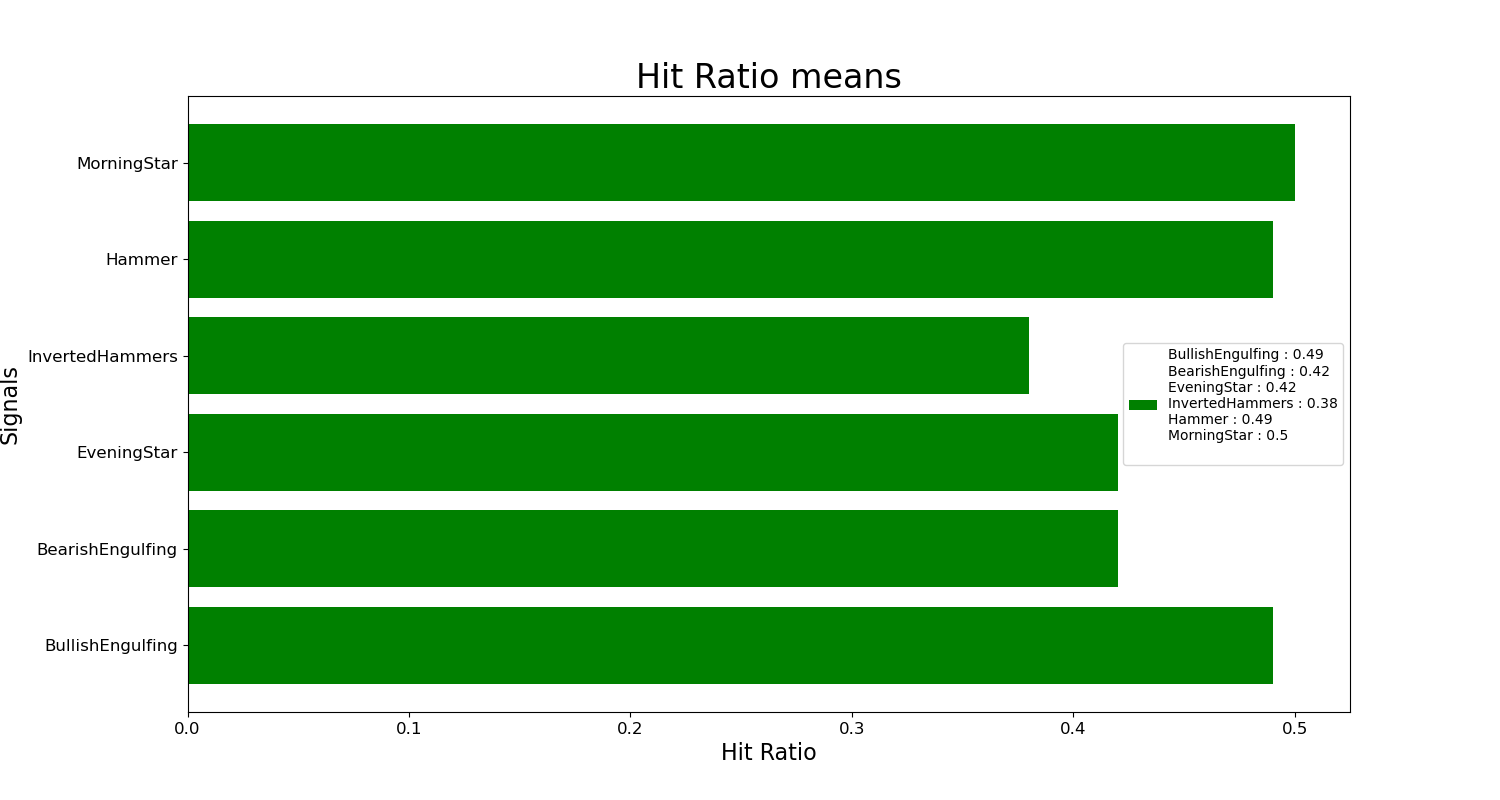 Hit Ratio means
MorningStar
Hammer
InvertedHammers
EveningStar
BearishEngulfing
BullishEngulfing
Signals
BullishEngulfing : 0.49
BearishEngulfing : 0.42
EveningStar : 0.42
InvertedHammers : 0.38
Hammer : 0.49
MorningStar : 0.5
0.0 0.1 0.2 0.3 0.4 0.5
Hit Ratio